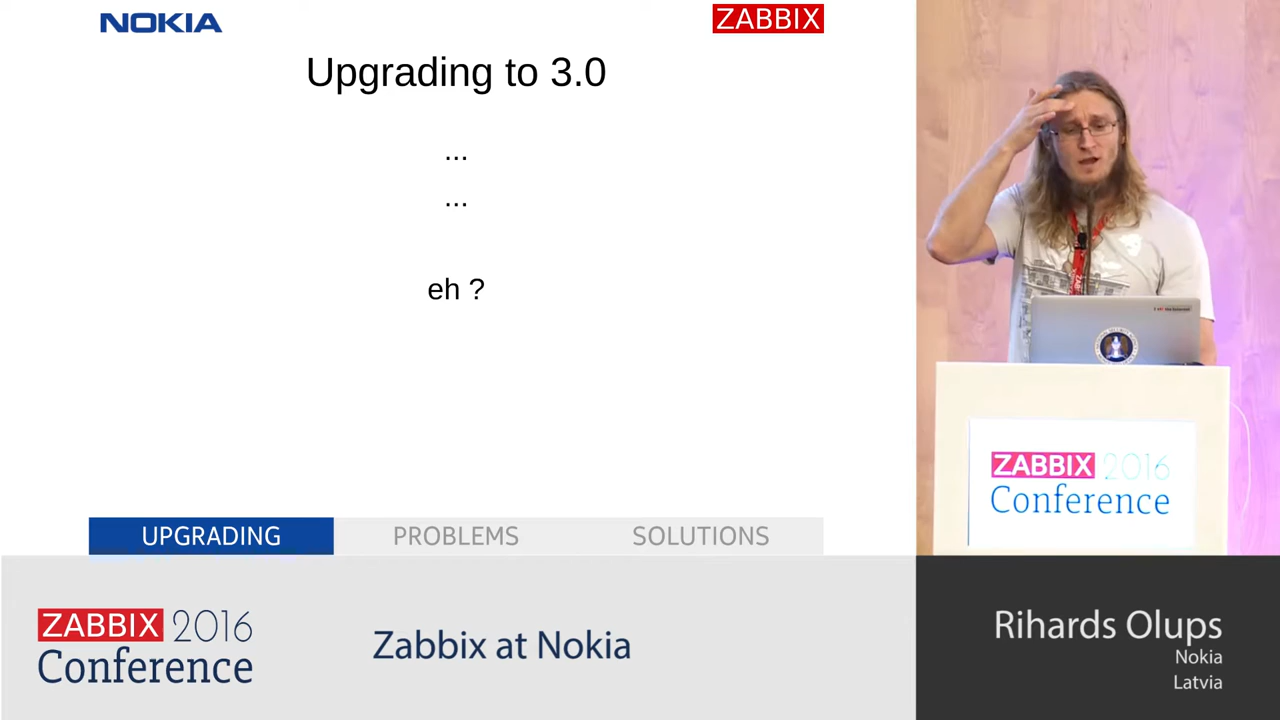 NOKIA
ZABBIX
Upgrading to 3.0
...
...
eh ?
UPGRADING
PROBLEMS
SOLUTIONS
ZABBIX 2016
Conference
ZABBIX 2016
Conference
Zabbix at Nokia
Rihards Olups
Nokia
Latvia